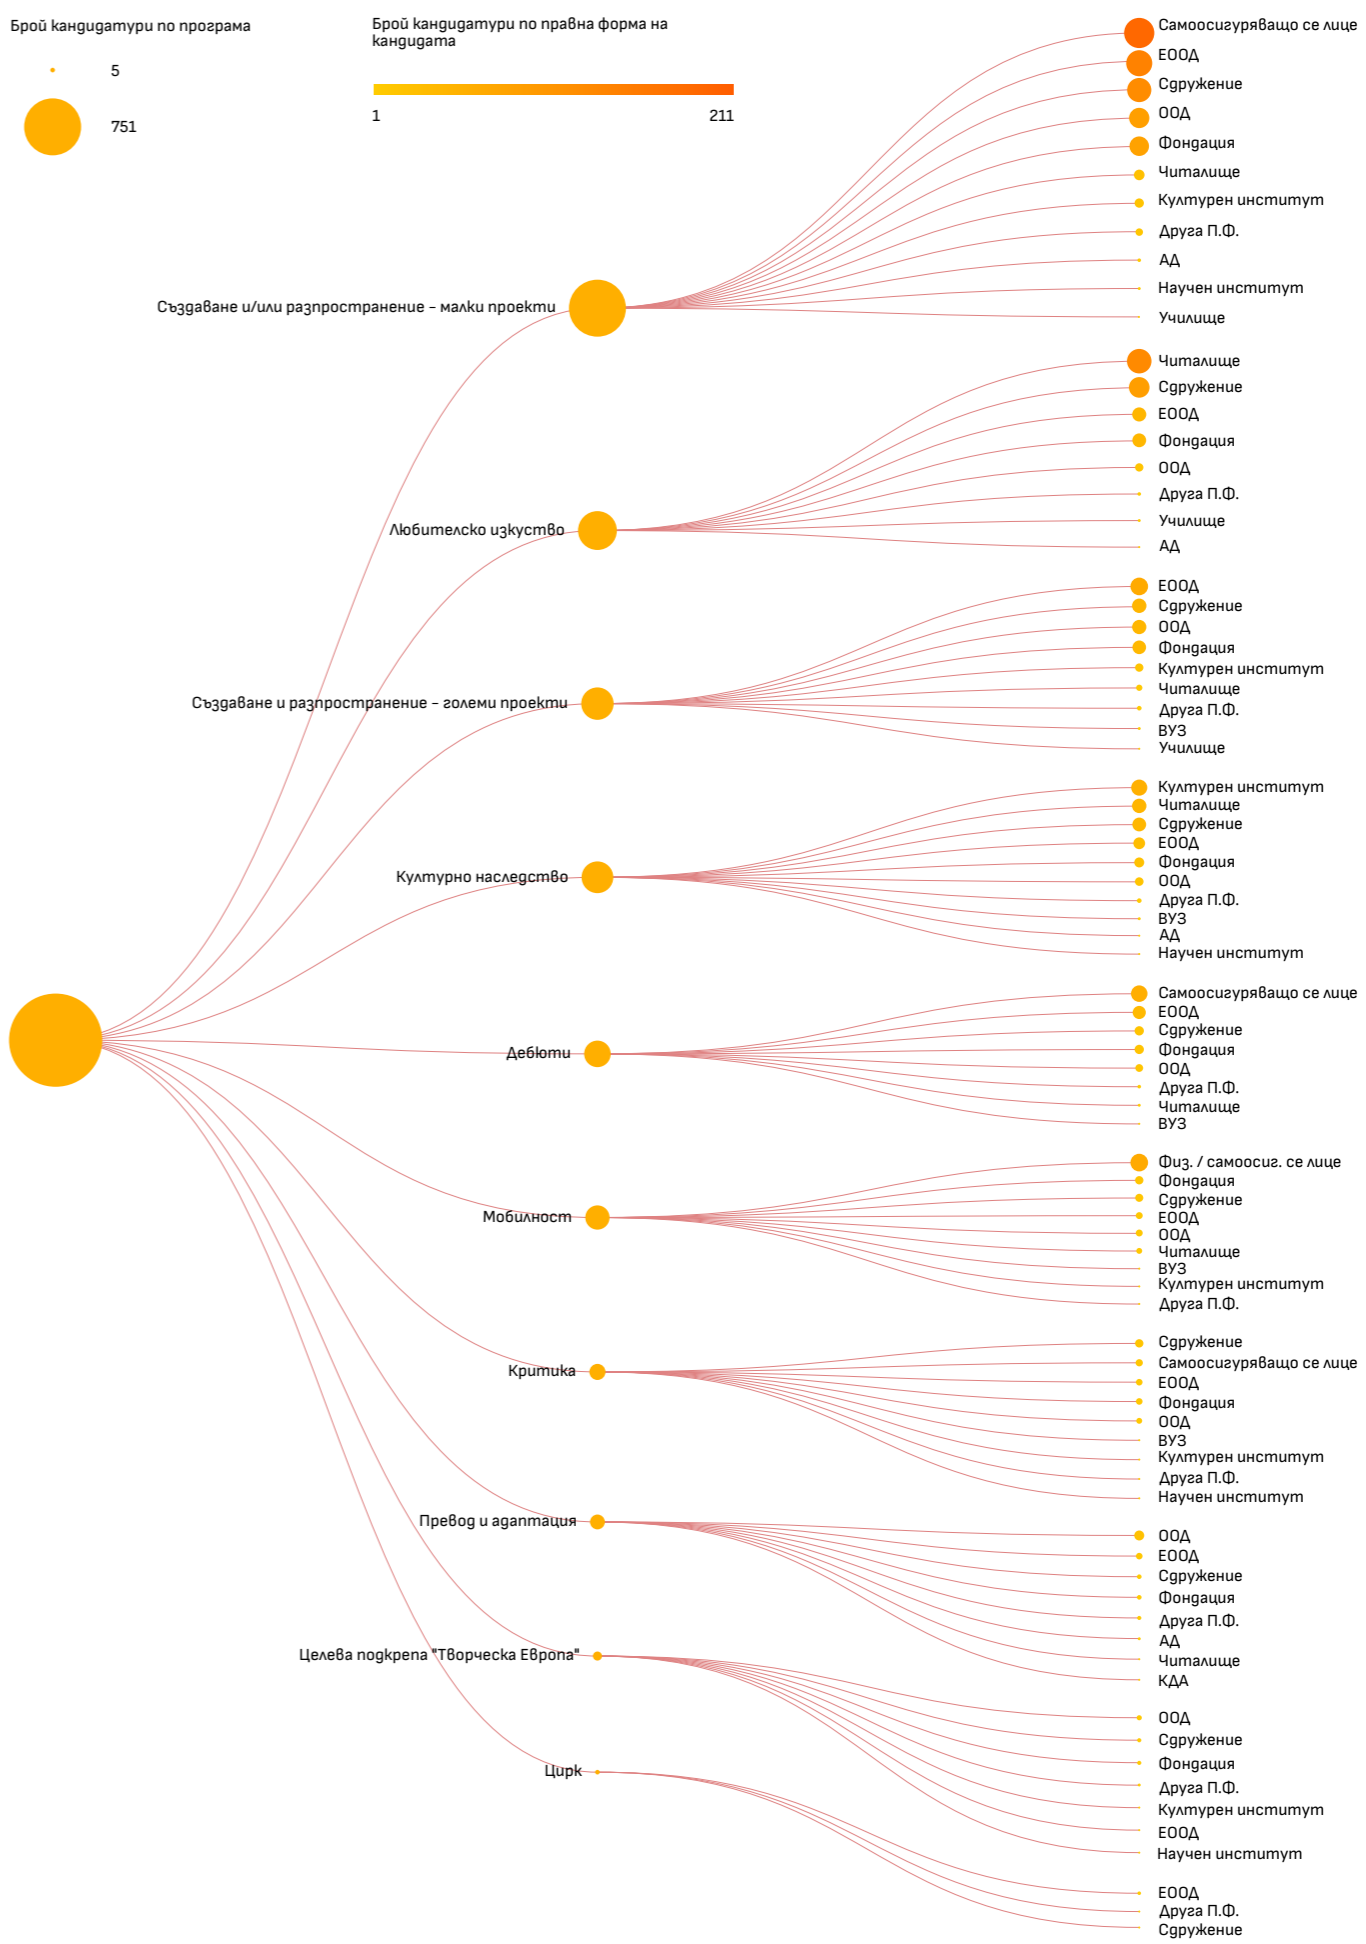 Брой кандидатури по програма
5
751
Брой кандидатури по правна форма на
кандидата
1
211
Създаване и/или разпространение - малки проекти
Самоосигуряващо се лице
ЕООД
Сдружение
ООД
Фондация
Читалище
Културен институт
Друга П.Ф.
АД
Научен институт
Училище
Любителско изкуство
Читалище
Сдружение
ЕООД
Фондация
ООД
Друга П.Ф.
Училище
АД
Създаване и разпространение - големи проекти
ЕООД
Сдружение
ООД
Фондация
Културен институт
Читалище
Друга П.Ф.
ВУЗ
Училище
Културно наследство
Културен институт
Читалище
Сдружение
ЕООД
Фондация
ООД
Друга П.Ф.
ВУЗ
АД
Научен институт
Дебюти
Самоосигуряващо се лице
ЕООД
Сдружение
Фондация
ООД
Друга П.Ф.
Читалище
ВУЗ
Мобилност
Физ. / самоосиг. се лице
Фондация
Сдружение
ЕООД
ООД
Читалище
ВУЗ
Културен институт
Друга П.Ф.
Критика
Сдружение
Самоосигуряващо се лице
ЕООД
Фондация
ООД
ВУЗ
Културен институт
Друга П.Ф.
Научен институт
Превод и адаптация
ООД
ЕООД
Сдружение
Фондация
Друга П.Ф.
АД
Читалище
КДА
Целева подкрепа "Творческа Европа"
ООД
Сдружение
Фондация
Друга П.Ф.
Културен институт
ЕООД
Научен институт
Цирк
ЕООД
Друга П.Ф.
Сдружение